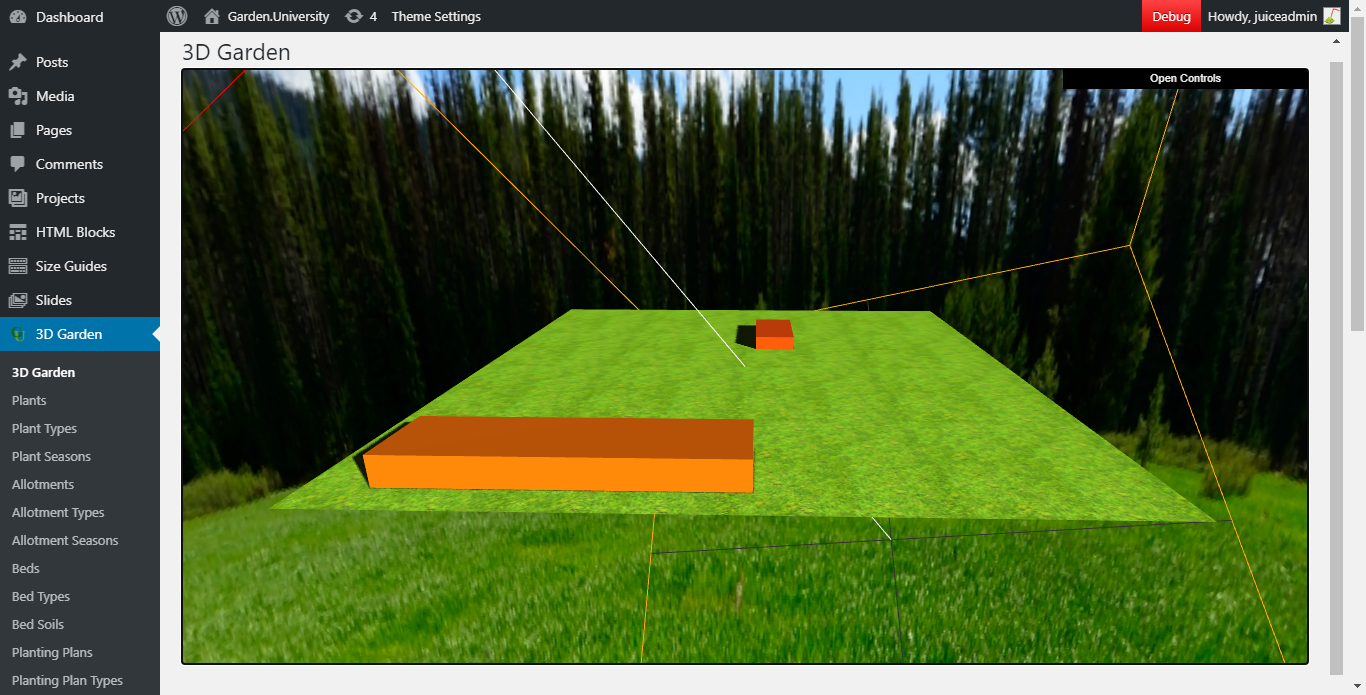 Dashboard
Garden.University
4
Theme Settings
Debug
Howdy, juiceadmin
Posts
Media
Pages
Comments
Projects
HTML Blocks
Size Guides
Slides
3D Garden
3D Garden
Plants
Plant Types
Plant Seasons
Allotments
Allotment Types
Allotment Seasons
Beds
Bed Types
Bed Soils
Planting Plans
Planting Plan Types
3D Garden
Open Controls